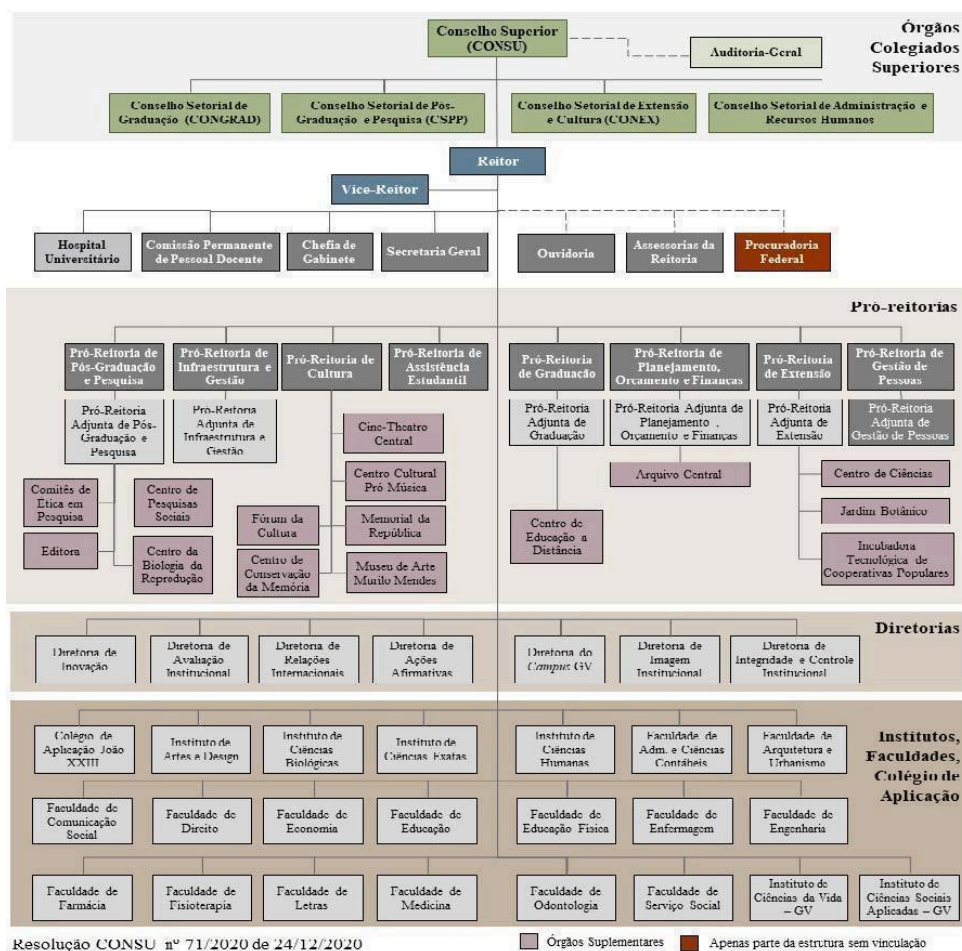 Conselho Superior
(CONSU)
Auditoria-Geral
Órgãos
Colegiados
Superiores
Conselho Setorial de
Graduação (CONGRAD)
Conselho Setorial de Pós-
Graduação e Pesquisa (CSPP)
Conselho Setorial de Extensão
e Cultura (CONEX)
Conselho Setorial de Administração e
Recursos Humanos
Reitor
Vice-Reitor
Hospital
Universitário
Comissão Permanente
de Pessoal Docente
Chefia de
Gabinete
Secretaria Geral
Ouvidoria
Assessorias da
Reitoria
Procuradoria
Federal
Pró-reitorias
Pró-Reitoria de
Pós-Graduação
e Pesquisa
Pró-Reitoria de
Infraestrutura e
Gestão
Pró-Reitoria de
Cultura
Pró-Reitoria de
Assistência
Estudantil
Pró-Reitoria
de Graduação
Pró-Reitoria de
Planejamento,
Orçamento e Finanças
Pró-Reitoria
de Extensão
Pró-Reitoria
Gestão de
Pessoas
Pró-Reitoria
Adjunta de Pós-
Graduação e
Pesquisa
Pró-Reitoria
Adjunta de
Infraestrutura e
Gestão
Pró-Reitoria
Adjunta de
Graduação
Pró-Reitoria Adjunta de
Planejamento ,
Orçamento e Finanças
Pró-Reitoria
Adjunta de
Extensão
Pró-Reitoria
Adjunta de
Gestão de Pessoas
Cine-Theatro
Central
Arquivo Central
Centro de Ciências
Comitês de
Ética em
Pesquisa
Centro de
Pesquisas
Sociais
Centro Cultural
Pró Música
Jardim Botânico
Fórum da
Cultura
Memorial da
República
Centro de
Educação a
Distância
Editora
Centro da
Biologia da
Reprodução
Centro de
Conservação
da Memória
Museu de Arte
Murilo Mendes
Incubadora
Tecnológica de
Cooperativas Populares
Diretorias
Diretoria de
Inovação
Diretoria de
Avaliação
Institucional
Diretoria de
Relações
Internacionais
Diretoria de
Ações
Afirmativas
Diretoria do
Campus GV
Diretoria de
Imagem
Institucional
Diretoria de
Integridade e Controle
Institucional
Institutos,
Faculdades,
Colégio de
Aplicação
Colégio de
Aplicação João
XXIII
Instituto de
Artes e Design
Instituto de
Ciências
Biológicas
Instituto de
Ciências Exatas
Instituto de
Ciências
Humanas
Faculdade de
Adm. e Ciências
Contábeis
Faculdade de
Arquitetura e
Urbanismo
Faculdade de
Comunicação
Social
Faculdade de
Direito
Faculdade de
Economia
Faculdade de
Educação
Faculdade de
Educação Física
Faculdade de
Enfermagem
Faculdade de
Engenharia
Faculdade de
Farmácia
Faculdade de
Fisioterapia
Faculdade de
Letras
Faculdade de
Medicina
Faculdade de
Odontologia
Faculdade de
Serviço Social
Instituto de
Ciências da Vida
– GV
Instituto de
Ciências Sociais
Aplicadas – GV
Resolução CONSU nº 71/2020 de 24/12/2020
Órgãos Suplementares
Apenas parte da estrutura sem vinculação